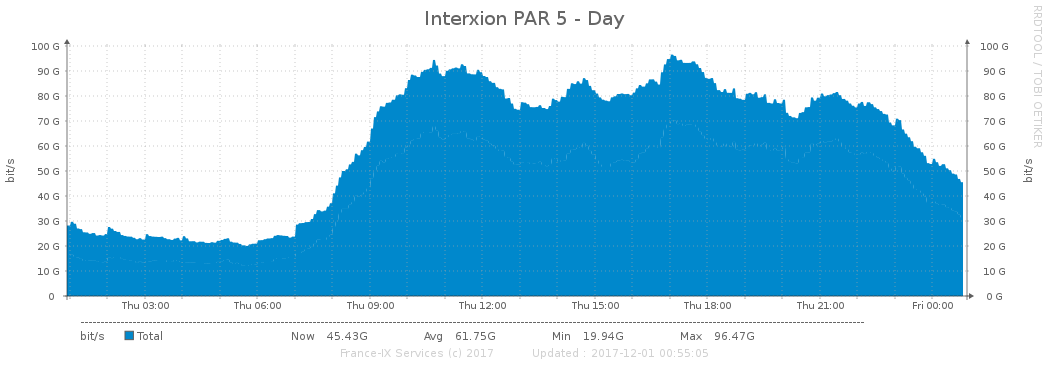 Interxion PAR 5 - Day
RRDTOOL / TOBI OETIKER
100 G 100 G
90 G 90 G
80 G 80 G
70 G 70 G
60 G 60 G
50 G 50 G
40 G 40 G
30 G 30 G
20 G 20 G
10 G 10 G
0 0 G
bit/s
bit/s
Thu 03:00 Thu 06:00 Thu 09:00 Thu 12:00 Thu 15:00 Thu 18:00 Thu 21:00 Fri 00:00
bit/s Total Now 45.43G Avg 61.75G Min 19.94G Max 96.47G
France-IX Services (c) 2017 Updated : 2017-12-01 00:55:05